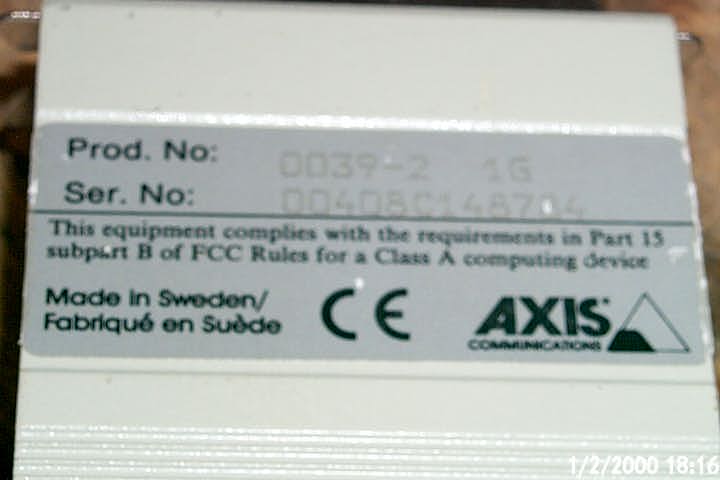 Prod. No: 0039-2 1G
Ser. No: 00408C148704
This equipment complies with the requirements in Part 15
subpart B of FCC Rules for a Class A computing device
Made in Sweden/
Fabriqué en Suède
CE
AXIS
COMMUNICATIONS
1/2/2000 18:16